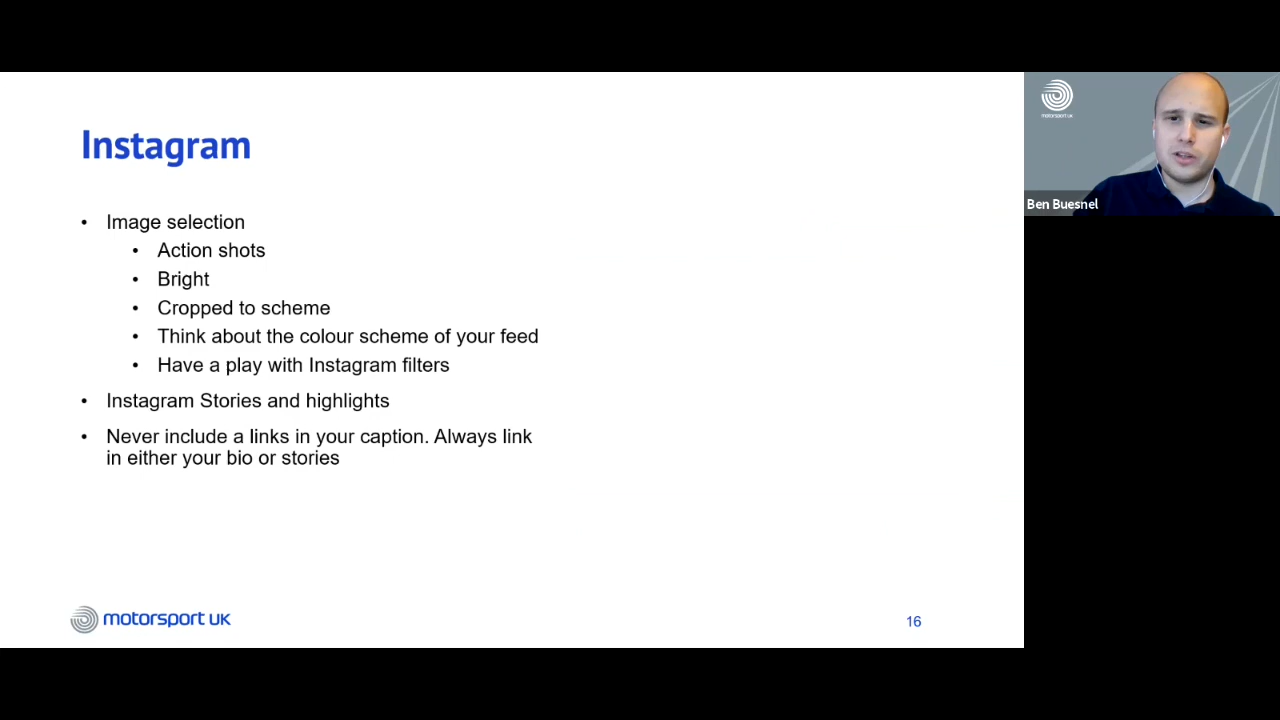 Instagram
• Image selection
• Action shots
• Bright
• Cropped to scheme
• Think about the colour scheme of your feed
• Have a play with Instagram filters
• Instagram Stories and highlights
• Never include a links in your caption. Always link
in either your bio or stories
motorsport UK
16
motorsport UK
Ben Buesnel